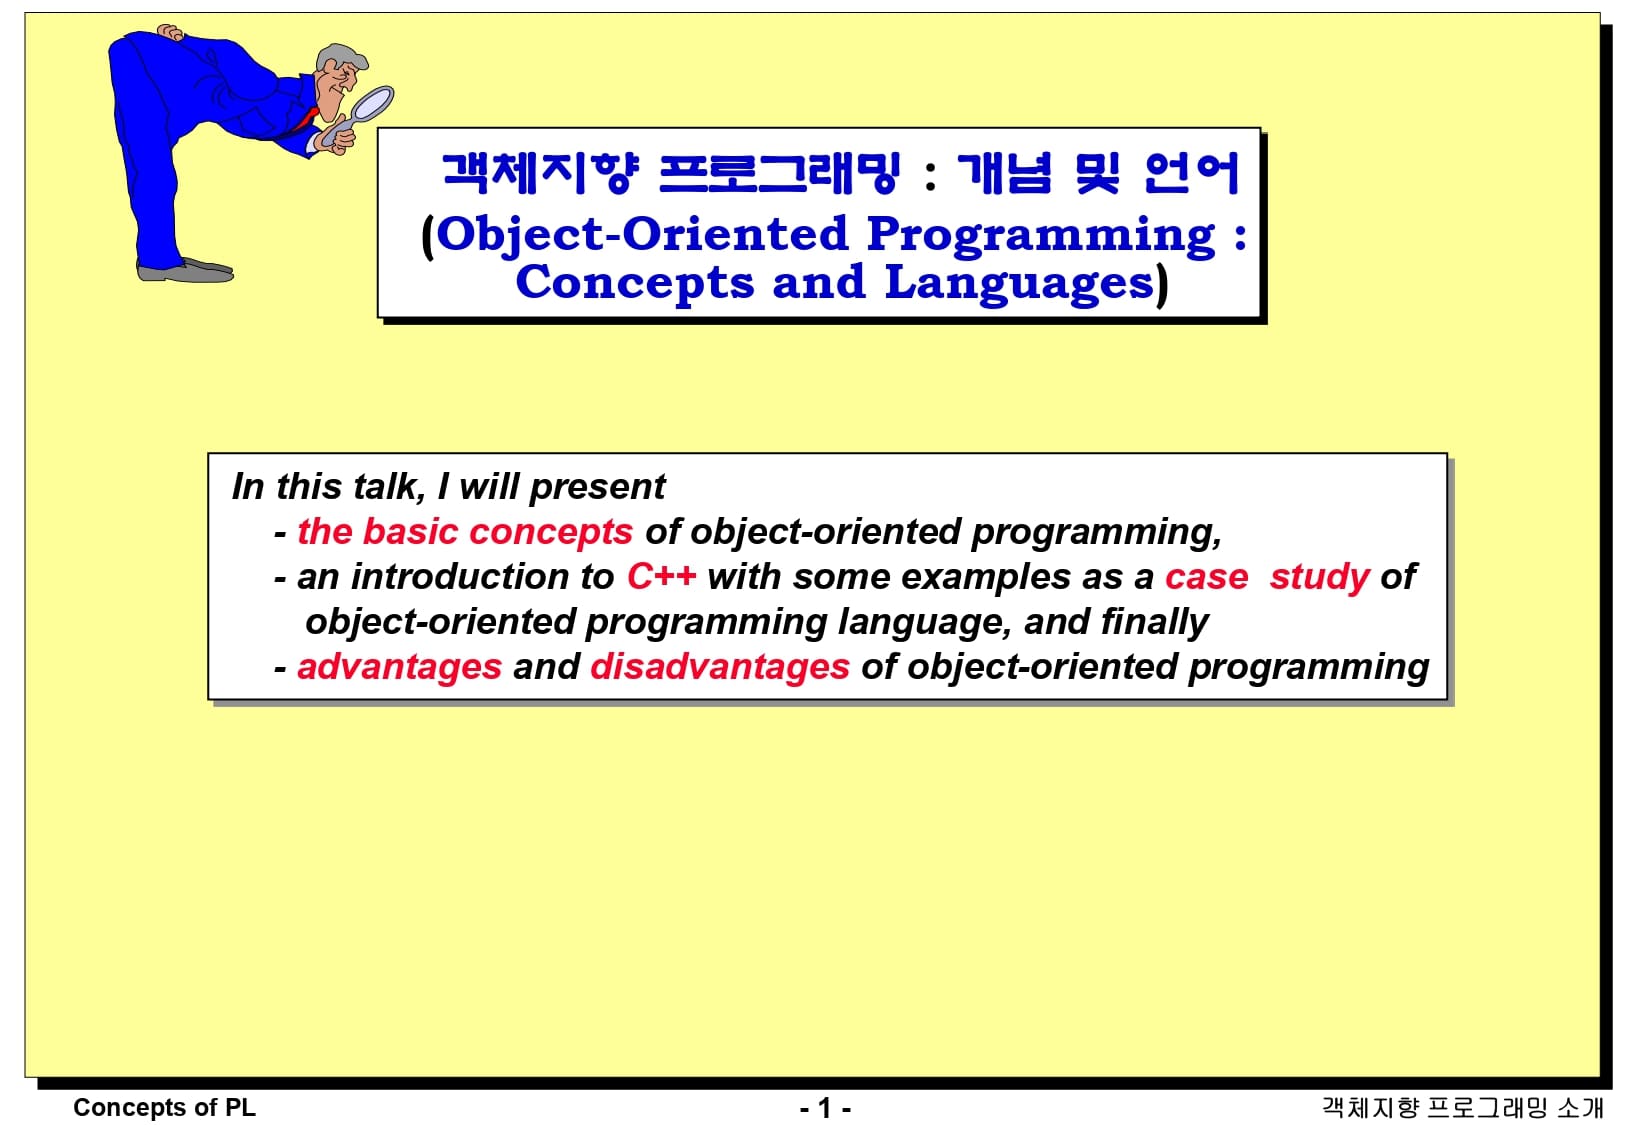 객체지향 프로그래밍 : 개념 및 언어
(Object-Oriented Programming :
Concepts and Languages)
In this talk, I will present
- the basic concepts of object-oriented programming,
- an introduction to C++ with some examples as a case study of
object-oriented programming language, and finally
- advantages and disadvantages of object-oriented programming
Concepts of PL
- 1 -
객체지향 프로그래밍 소개